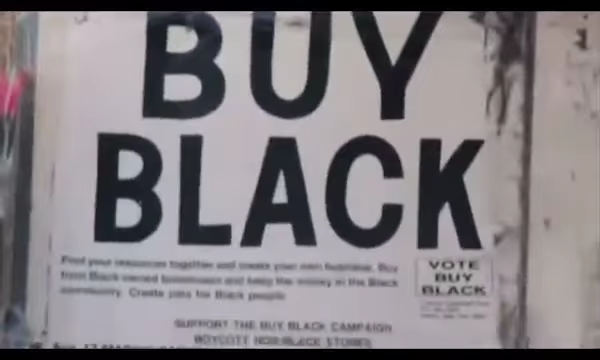 BUY
BLACK
Pool your resources together and create your own business. Buy
from Black owned businesses and keep the money in the Black
community. Create jobs for Black people
VOTE
BUY
BLACK
SUPPORT THE BUY BLACK CAMPAIGN
BOYCOTT NON-BLACK STORES